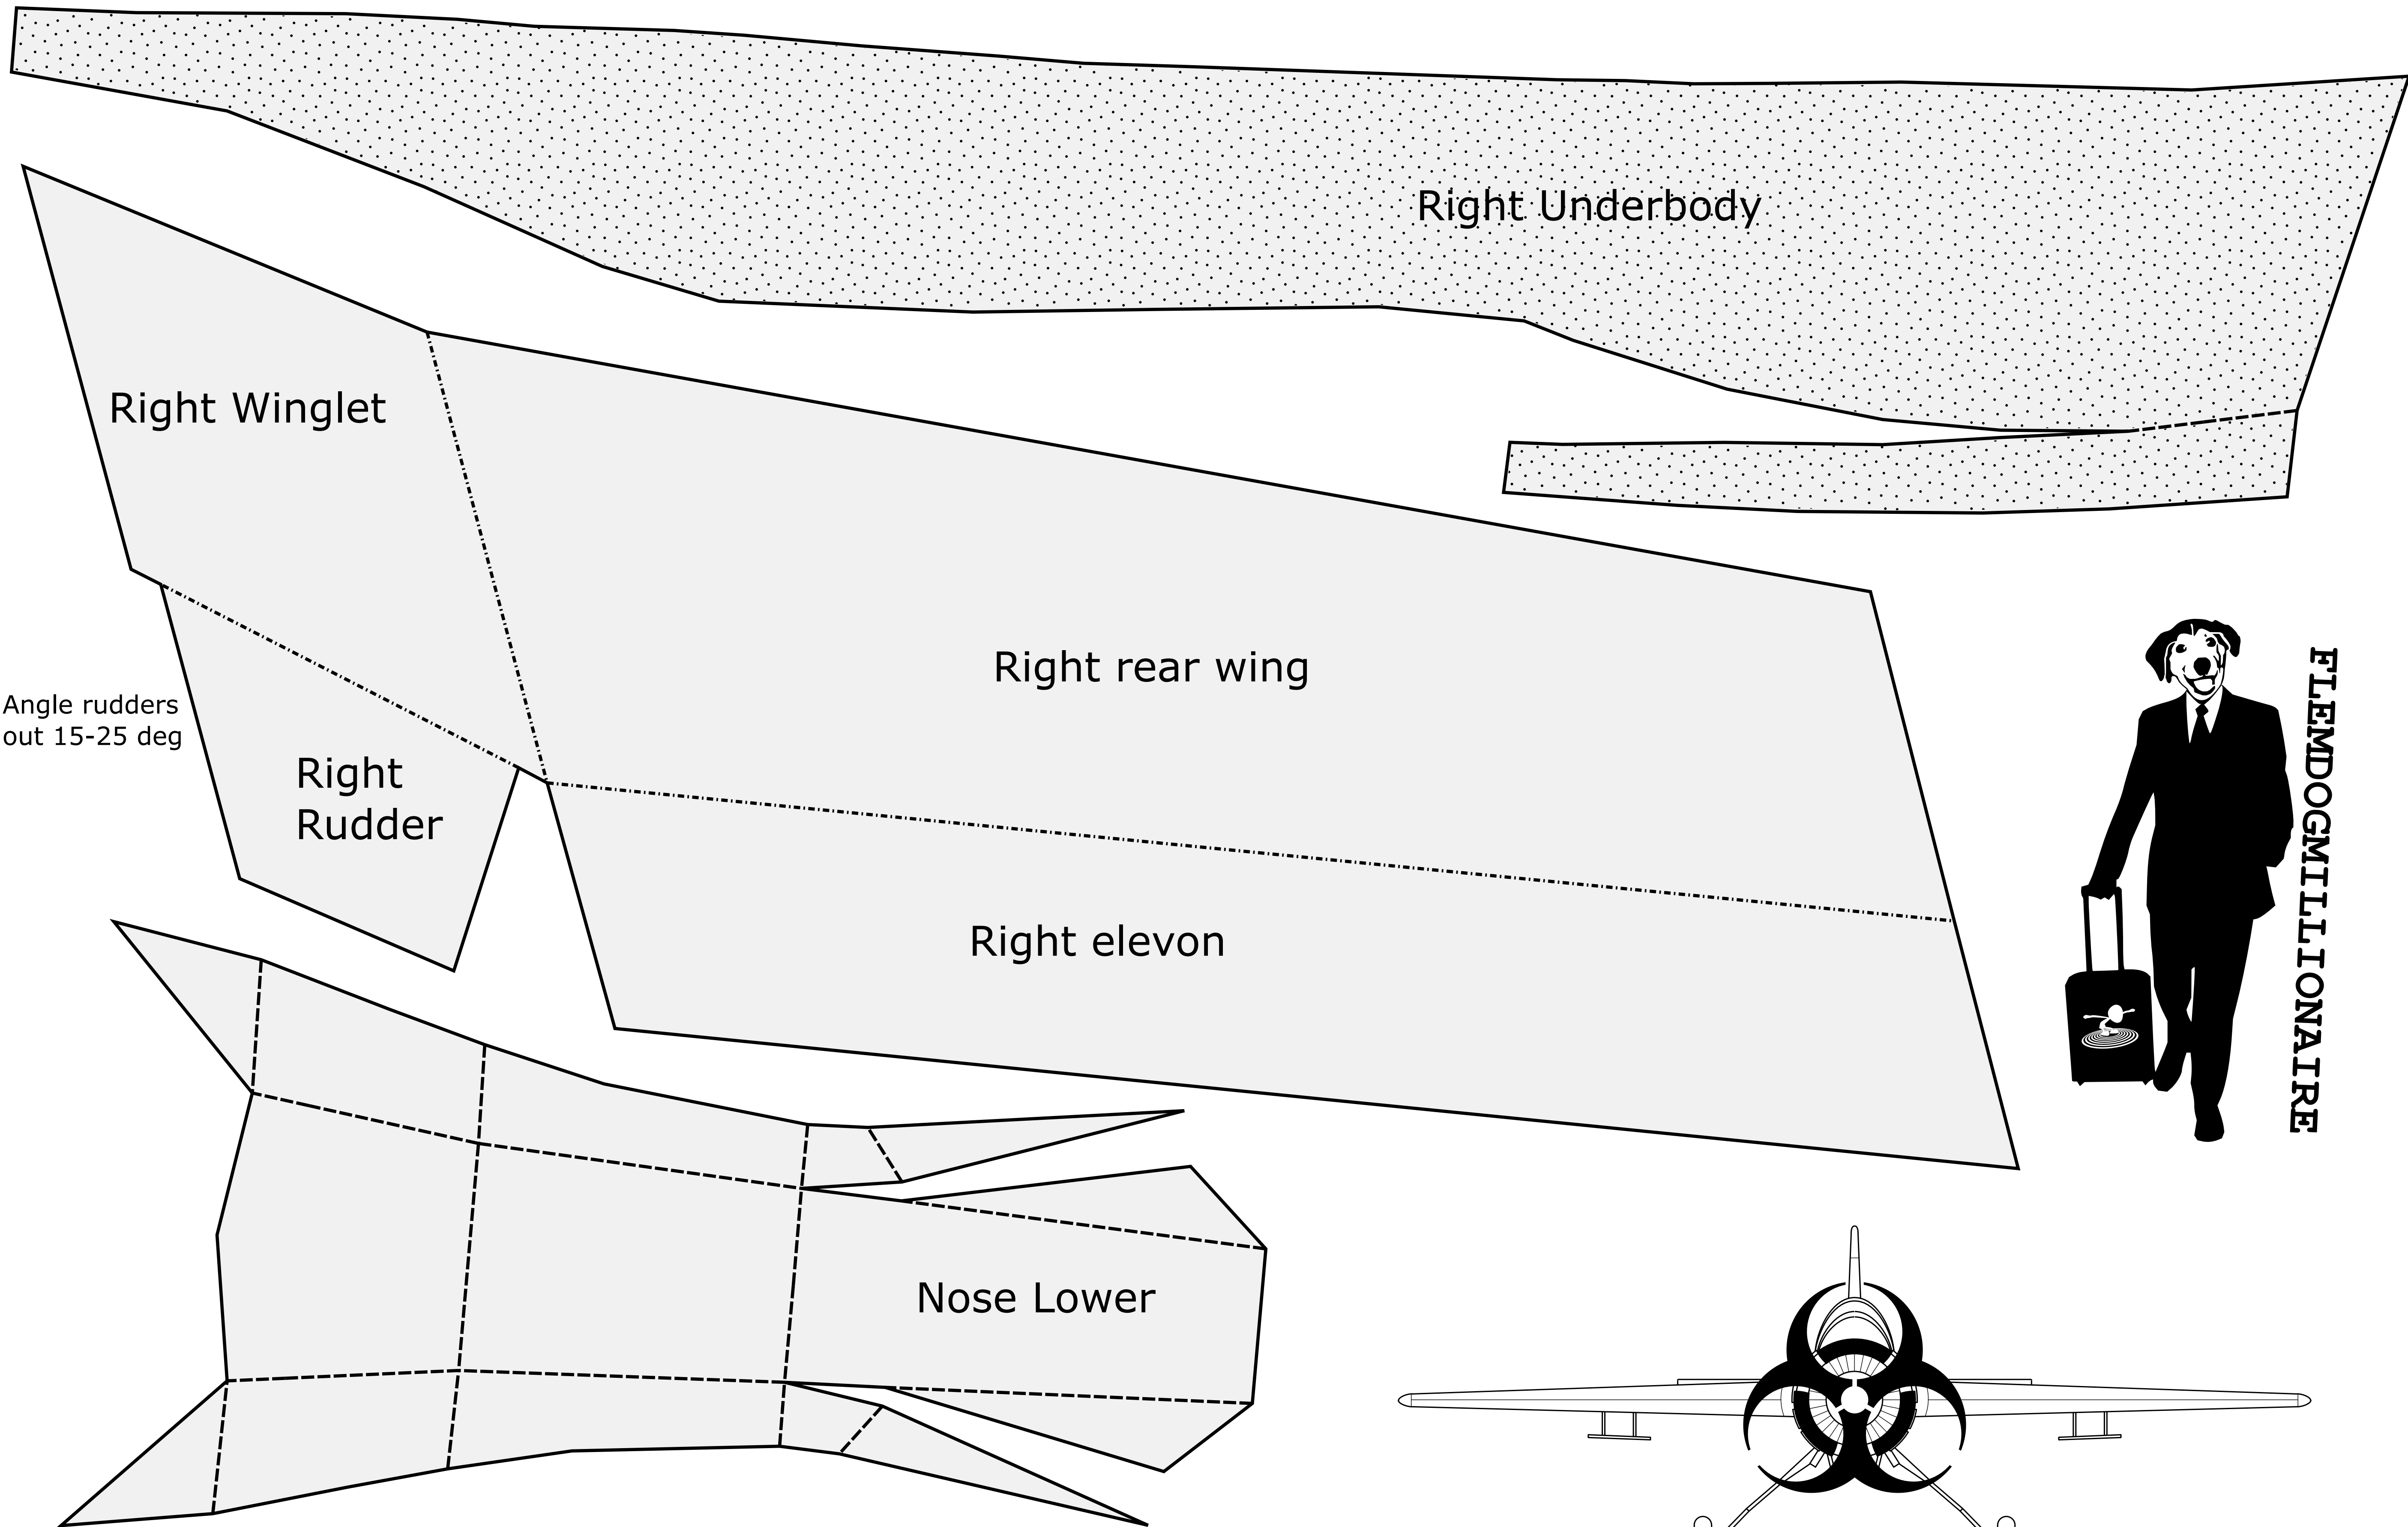 Right Underbody
Right Winglet
Right rear wing
Angle rudders
out 15-25 deg
Right
Rudder
Right elevon
FLEMDOGMILLIONAIRE
Nose Lower